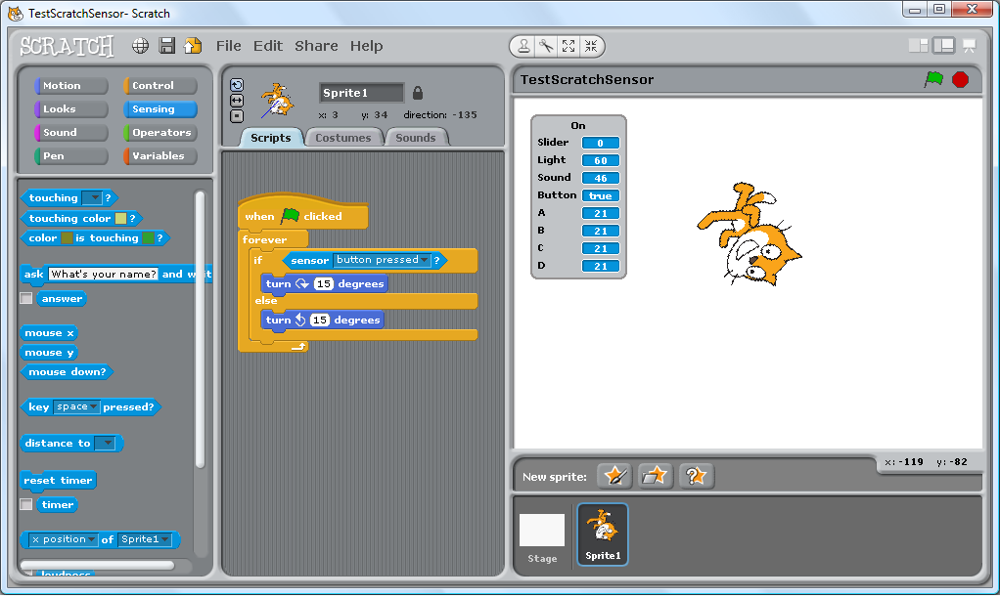 TestScratchSensor- Scratch
SCRATCH File Edit Share Help
Motion Control
Looks Sensing
Sound Operators
Pen Variables
touching ?
touching color ?
color is touching ?
ask What's your name? and wait
answer
mouse x
mouse y
mouse down?
key space pressed?
distance to
reset timer
timer
x position of Sprite1
loudness
Sprite1
x: 3 y: 34 direction: -135
Scripts Costumes Sounds
when clicked
forever
if sensor button pressed ?
turn 15 degrees
else
turn 15 degrees
TestScratchSensor
On
Slider 0
Light 60
Sound 46
Button true
A 21
B 21
C 21
D 21
x: -119 y: -82
New sprite: ?
Stage
Sprite1